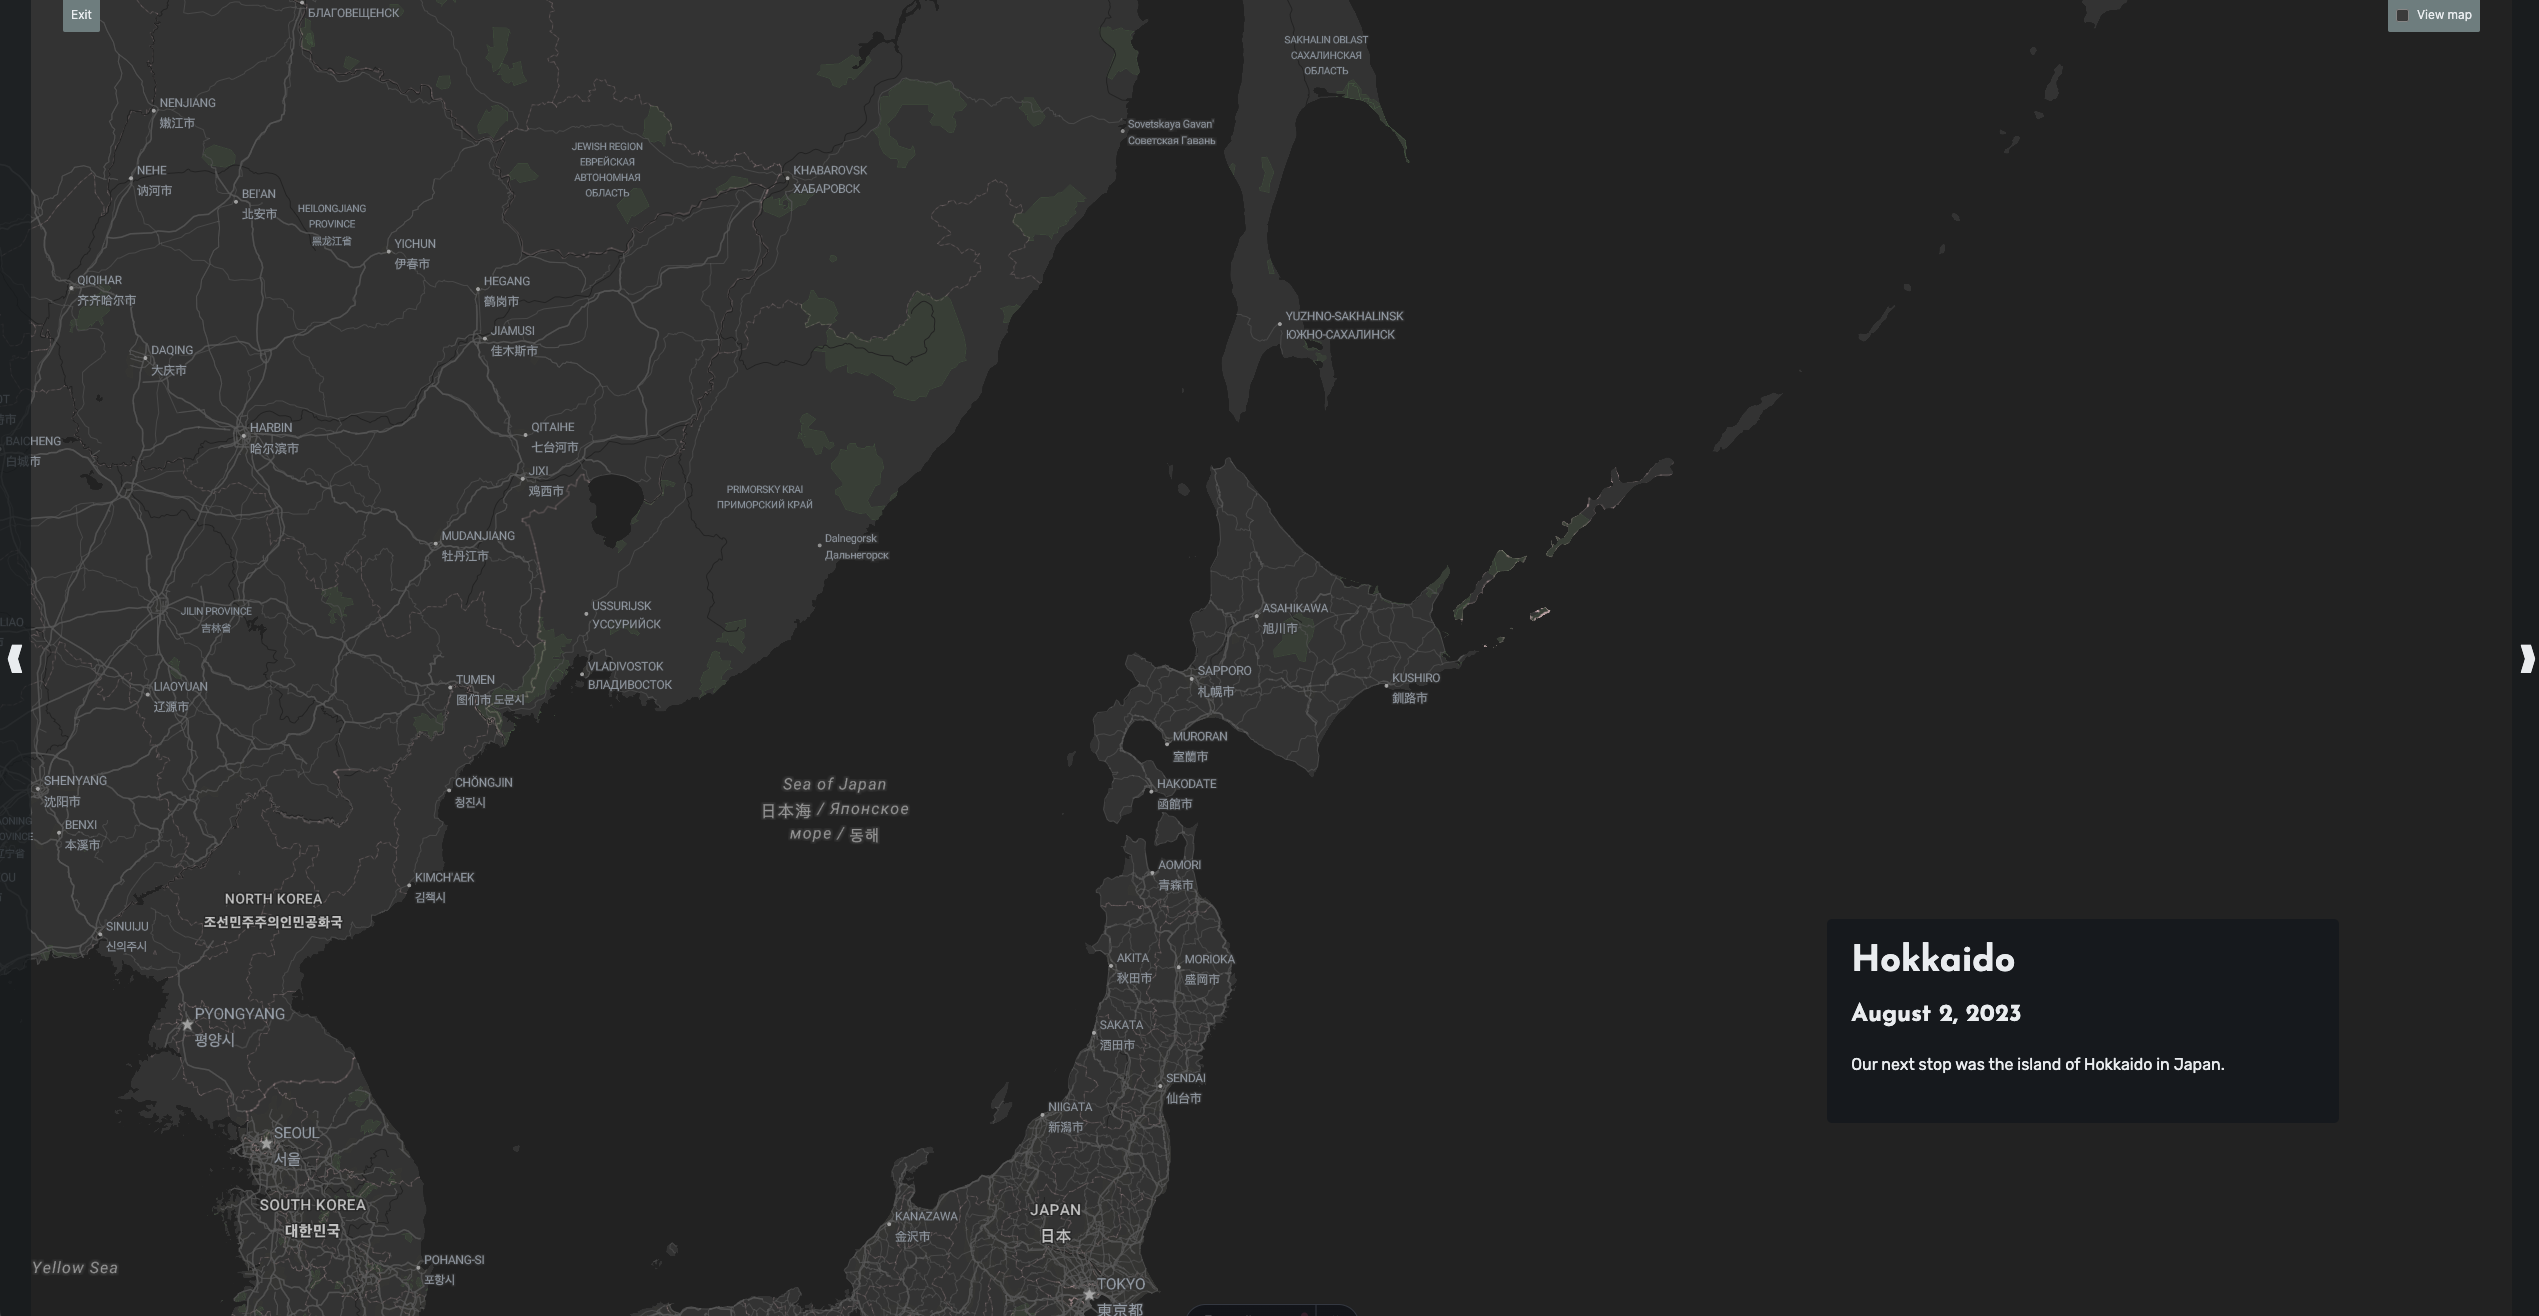 Exit
View map
БЛАГОВЕЩЕНСК
SAKHALIN OBLAST
САХАЛИНСКАЯ
ОБЛАСТЬ
NENJIANG
嫩江市
Sovetskaya Gavan'
Советская Гавань
JEWISH REGION
ЕВРЕЙСКАЯ
АВТОНОМНАЯ
ОБЛАСТЬ
KHABAROVSK
ХАБАРОВСК
NEHE
讷河市
BEI'AN
北安市
HEILONGJIANG
PROVINCE
黑龙江省
YICHUN
伊春市
QIQIHAR
齐齐哈尔市
HEGANG
鹤岗市
YUZHNO-SAKHALINSK
ЮЖНО-САХАЛИНСК
JIAMUSI
佳木斯市
DAQING
大庆市
HARBIN
哈尔滨市
QITAIHE
七台河市
BAICHENG
白城市
JIXI
鸡西市
PRIMORSKY KRAI
ПРИМОРСКИЙ КРАЙ
MUDANJIANG
牡丹江市
Dalnegorsk
Дальнегорск
JILIN PROVINCE
吉林省
USSURIJSK
УССУРИЙСК
ASAHIKAWA
旭川市
LIAO
VLADIVOSTOK
ВЛАДИВОСТОК
SAPPORO
札幌市
KUSHIRO
釧路市
TUMEN
图们市 도문시
LIAOYUAN
辽源市
MURORAN
室蘭市
SHENYANG
沈阳市
CHŎNGJIN
청진시
Sea of Japan
日本海 / Японское
море / 동해
HAKODATE
函館市
BENXI
本溪市
AOMORI
青森市
KIMCH'AEK
김책시
NORTH KOREA
조선민주주의인민공화국
SINUIJU
신의주시
AKITA
秋田市
MORIOKA
盛岡市
Hokkaido
August 2, 2023
Our next stop was the island of Hokkaido in Japan.
PYONGYANG
평양시
SAKATA
酒田市
SENDAI
仙台市
NIIGATA
新潟市
SEOUL
서울
SOUTH KOREA
대한민국
KANAZAWA
金沢市
JAPAN
日本
Yellow Sea
POHANG-SI
포항시
TOKYO
東京都